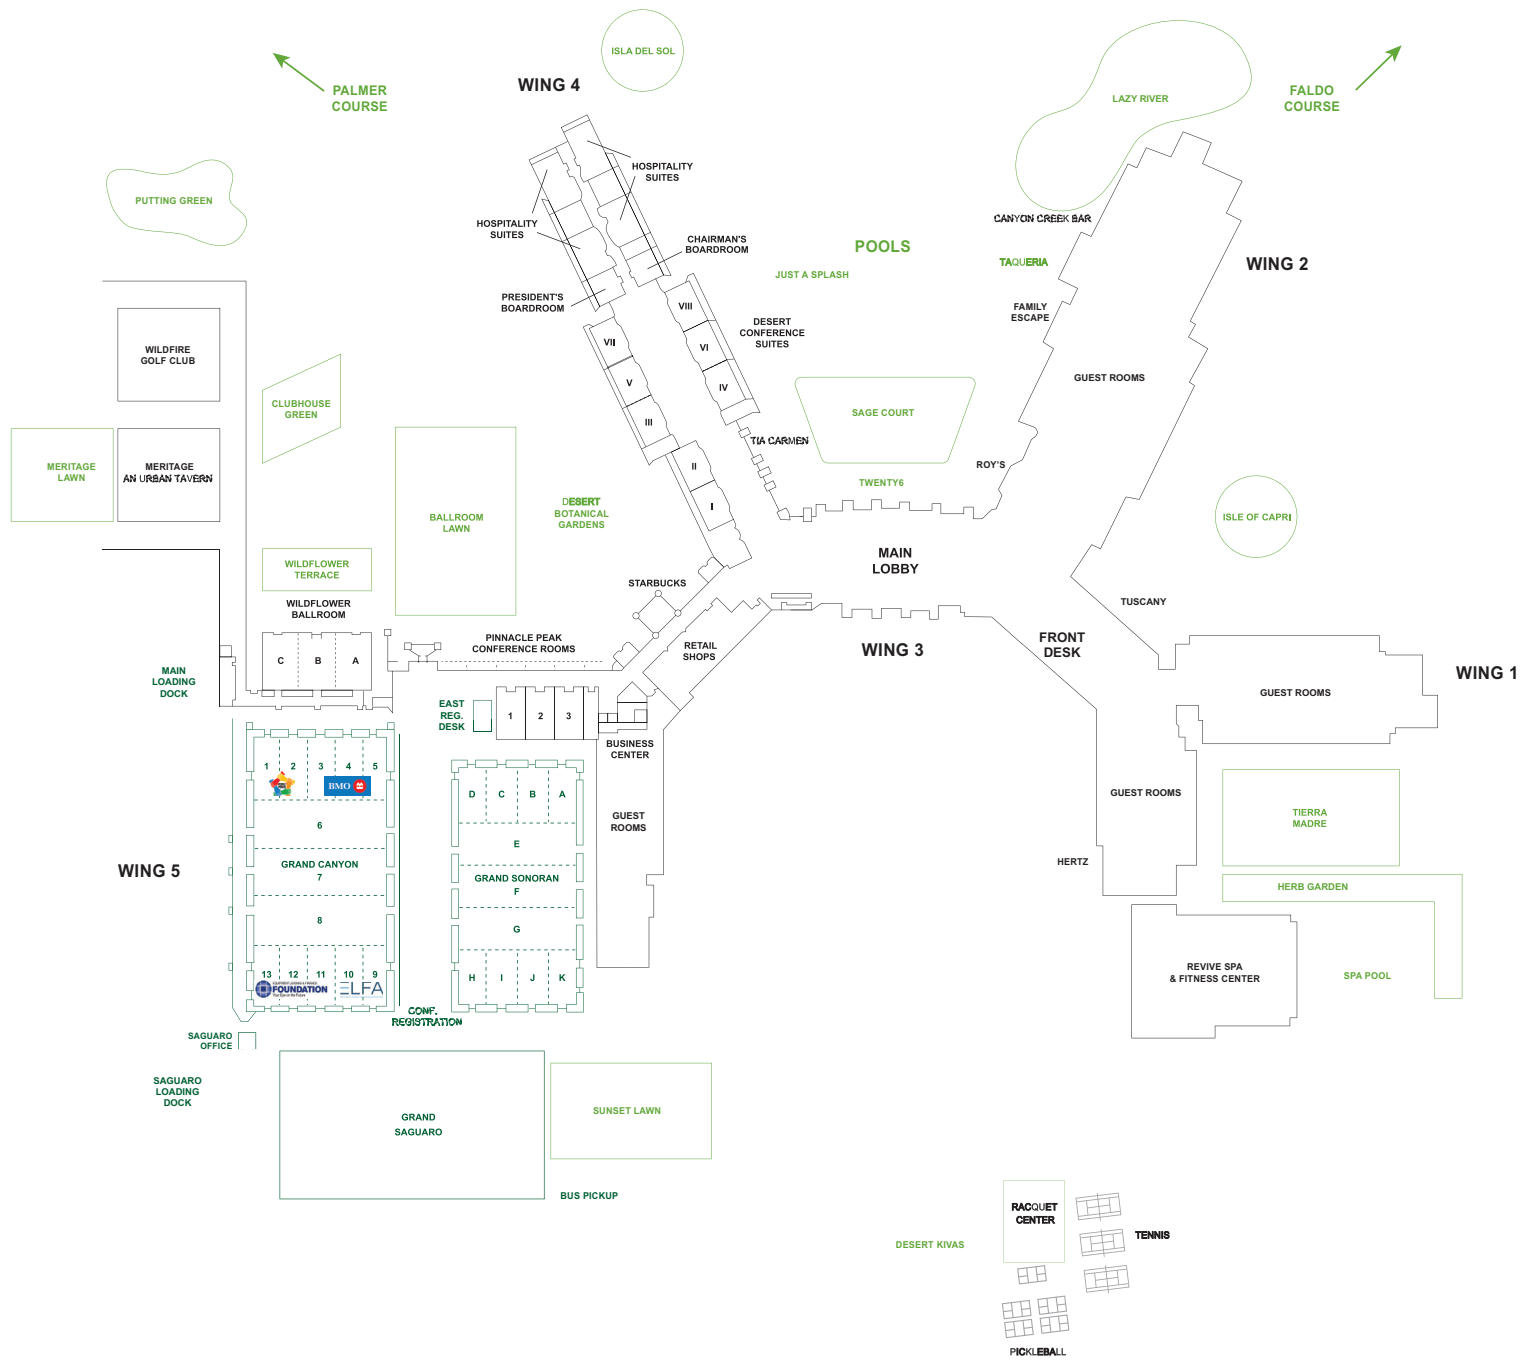 ISLA DEL SOL
WING 4
PALMER
COURSE
LAZY RIVER
FALDO
COURSE
HOSPITALITY
SUITES
PUTTING GREEN
HOSPITALITY
SUITES
CANYON CREEK BAR
CHAIRMAN'S
BOARDROOM
POOLS
TAQUERIA
WING 2
JUST A SPLASH
PRESIDENT'S
BOARDROOM
VIII
FAMILY
ESCAPE
DESERT
CONFERENCE
SUITES
VII
VI
WILDFIRE
GOLF CLUB
GUEST ROOMS
V
IV
CLUBHOUSE
GREEN
SAGE COURT
III
TIA CARMEN
MERITAGE
LAWN
MERITAGE
AN URBAN TAVERN
II
ROY'S
TWENTY6
I
DESERT
BOTANICAL
GARDENS
BALLROOM
LAWN
ISLE OF CAPRI
MAIN
LOBBY
WILDFLOWER
TERRACE
STARBUCKS
WILDFLOWER
BALLROOM
TUSCANY
PINNACLE PEAK
CONFERENCE ROOMS
RETAIL
SHOPS
WING 3
FRONT
DESK
C
B
A
MAIN
LOADING
DOCK
WING 1
GUEST ROOMS
EAST
REG.
DESK
1
2
3
BUSINESS
CENTER
1
2
3
4
5
BMO
D
C
B
A
GUEST ROOMS
GUEST
ROOMS
TIERRA
MADRE
6
E
WING 5
GRAND CANYON
7
GRAND SONORAN
F
HERTZ
HERB GARDEN
8
G
13
12
11
10
9
H
I
J
K
REVIVE SPA
& FITNESS CENTER
SPA POOL
EQUIPMENT LEASING & FINANCE
FOUNDATION
Your Eye on the Future
ELFA
CONF.
REGISTRATION
SAGUARO
OFFICE
SAGUARO
LOADING
DOCK
GRAND
SAGUARO
SUNSET LAWN
BUS PICKUP
RACQUET
CENTER
TENNIS
DESERT KIVAS
PICKLEBALL